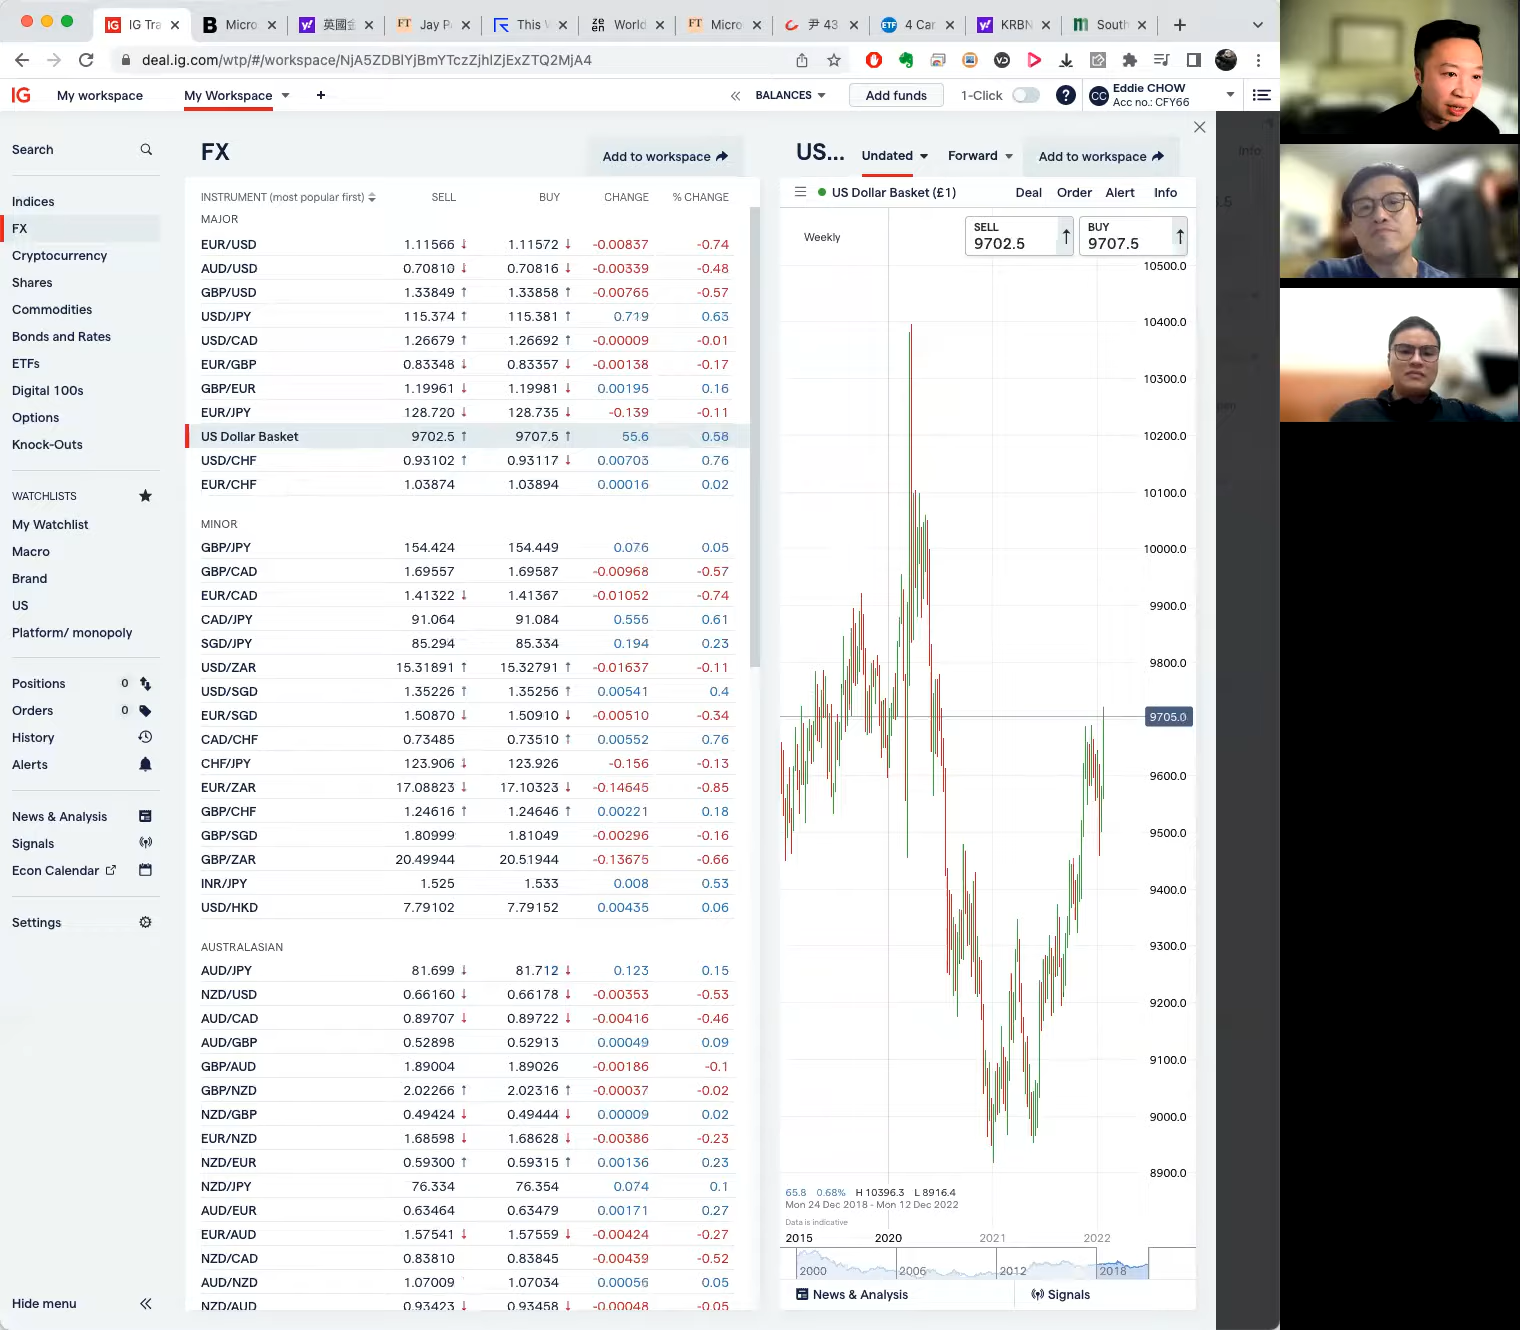 IG Tra
Micro
英國金
Jay P
This V
World
Micro
尹 43
4 Car
KRBN
South
deal.ig.com/wtp/#/workspace/NjA5ZDBlYjBmYTczZjhlZjExZTQ2MjA4
IG My workspace My Workspace + BALANCES Add funds 1-Click ? CC Eddie CHOW
Acc no.: CFY66
Search
Indices
FX
Cryptocurrency
Shares
Commodities
Bonds and Rates
ETFs
Digital 100s
Options
Knock-Outs
WATCHLISTS
My Watchlist
Macro
Brand
US
Platform/ monopoly
Positions 0
Orders 0
History
Alerts
News & Analysis
Signals
Econ Calendar
Settings
Hide menu
FX Add to workspace
INSTRUMENT (most popular first) SELL BUY CHANGE % CHANGE
MAJOR
EUR/USD 1.11566 ↓ 1.11572 ↓ -0.00837 -0.74
AUD/USD 0.70810 ↓ 0.70816 ↓ -0.00339 -0.48
GBP/USD 1.33849 ↑ 1.33858 ↑ -0.00765 -0.57
USD/JPY 115.374 ↑ 115.381 ↑ 0.719 0.63
USD/CAD 1.26679 ↑ 1.26692 ↑ -0.00009 -0.01
EUR/GBP 0.83348 ↓ 0.83357 ↓ -0.00138 -0.17
GBP/EUR 1.19961 ↓ 1.19981 ↓ 0.00195 0.16
EUR/JPY 128.720 ↓ 128.735 ↓ -0.139 -0.11
US Dollar Basket 9702.5 ↑ 9707.5 ↑ 55.6 0.58
USD/CHF 0.93102 ↑ 0.93117 ↓ 0.00703 0.76
EUR/CHF 1.03874 1.03894 0.00016 0.02
MINOR
GBP/JPY 154.424 154.449 0.076 0.05
GBP/CAD 1.69557 1.69587 -0.00968 -0.57
EUR/CAD 1.41322 ↓ 1.41367 -0.01052 -0.74
CAD/JPY 91.064 91.084 0.555 0.61
SGD/JPY 85.294 85.334 0.194 0.23
USD/ZAR 15.31891 ↑ 15.32791 ↑ -0.01637 -0.11
USD/SGD 1.35226 ↑ 1.35256 ↑ 0.00541 0.4
EUR/SGD 1.50870 ↓ 1.50910 ↓ -0.00510 -0.34
CAD/CHF 0.73485 0.73510 ↑ 0.00552 0.76
CHF/JPY 123.906 ↓ 123.926 -0.156 -0.13
EUR/ZAR 17.08823 ↓ 17.10323 ↓ -0.14645 -0.85
GBP/CHF 1.24616 ↑ 1.24646 ↑ 0.00221 0.18
GBP/SGD 1.80999 1.81049 -0.00296 -0.16
GBP/ZAR 20.49944 20.51944 -0.13675 -0.66
INR/JPY 1.525 1.533 0.008 0.53
USD/HKD 7.79102 7.79152 0.00435 0.06
AUSTRALASIAN
AUD/JPY 81.699 ↓ 81.712 ↓ 0.123 0.15
NZD/USD 0.66160 ↓ 0.66178 ↓ -0.00353 -0.53
AUD/CAD 0.89707 ↓ 0.89722 ↓ -0.00416 -0.46
AUD/GBP 0.52898 0.52913 0.00049 0.09
GBP/AUD 1.89004 1.89026 -0.00186 -0.1
GBP/NZD 2.02266 ↑ 2.02316 ↑ -0.00037 -0.02
NZD/GBP 0.49424 ↓ 0.49444 ↓ 0.00009 0.02
EUR/NZD 1.68598 ↓ 1.68628 ↓ -0.00386 -0.23
NZD/EUR 0.59300 ↑ 0.59315 ↑ 0.00136 0.23
NZD/JPY 76.334 76.354 0.074 0.1
AUD/EUR 0.63464 0.63479 0.00171 0.27
EUR/AUD 1.57541 ↓ 1.57559 ↓ -0.00424 -0.27
NZD/CAD 0.83810 0.83845 -0.00439 -0.52
AUD/NZD 1.07009 1.07034 0.00056 0.05
NZD/AUD 0.93423 ↓ 0.93458 ↓ -0.00048 -0.05
US... Undated Forward Add to workspace
US Dollar Basket (£1) Deal Order Alert Info
Weekly
SELL
9702.5 ↑
BUY
9707.5 ↑
10500.0
10400.0
10300.0
10200.0
10100.0
10000.0
9900.0
9800.0
9705.0
9600.0
9500.0
9400.0
9300.0
9200.0
9100.0
9000.0
8900.0
65.8 0.68% H 10396.3 L 8916.4
Mon 24 Dec 2018 - Mon 12 Dec 2022
Data is indicative
2015 2020 2021 2022
2000 2006 2012 2018
News & Analysis Signals
Info